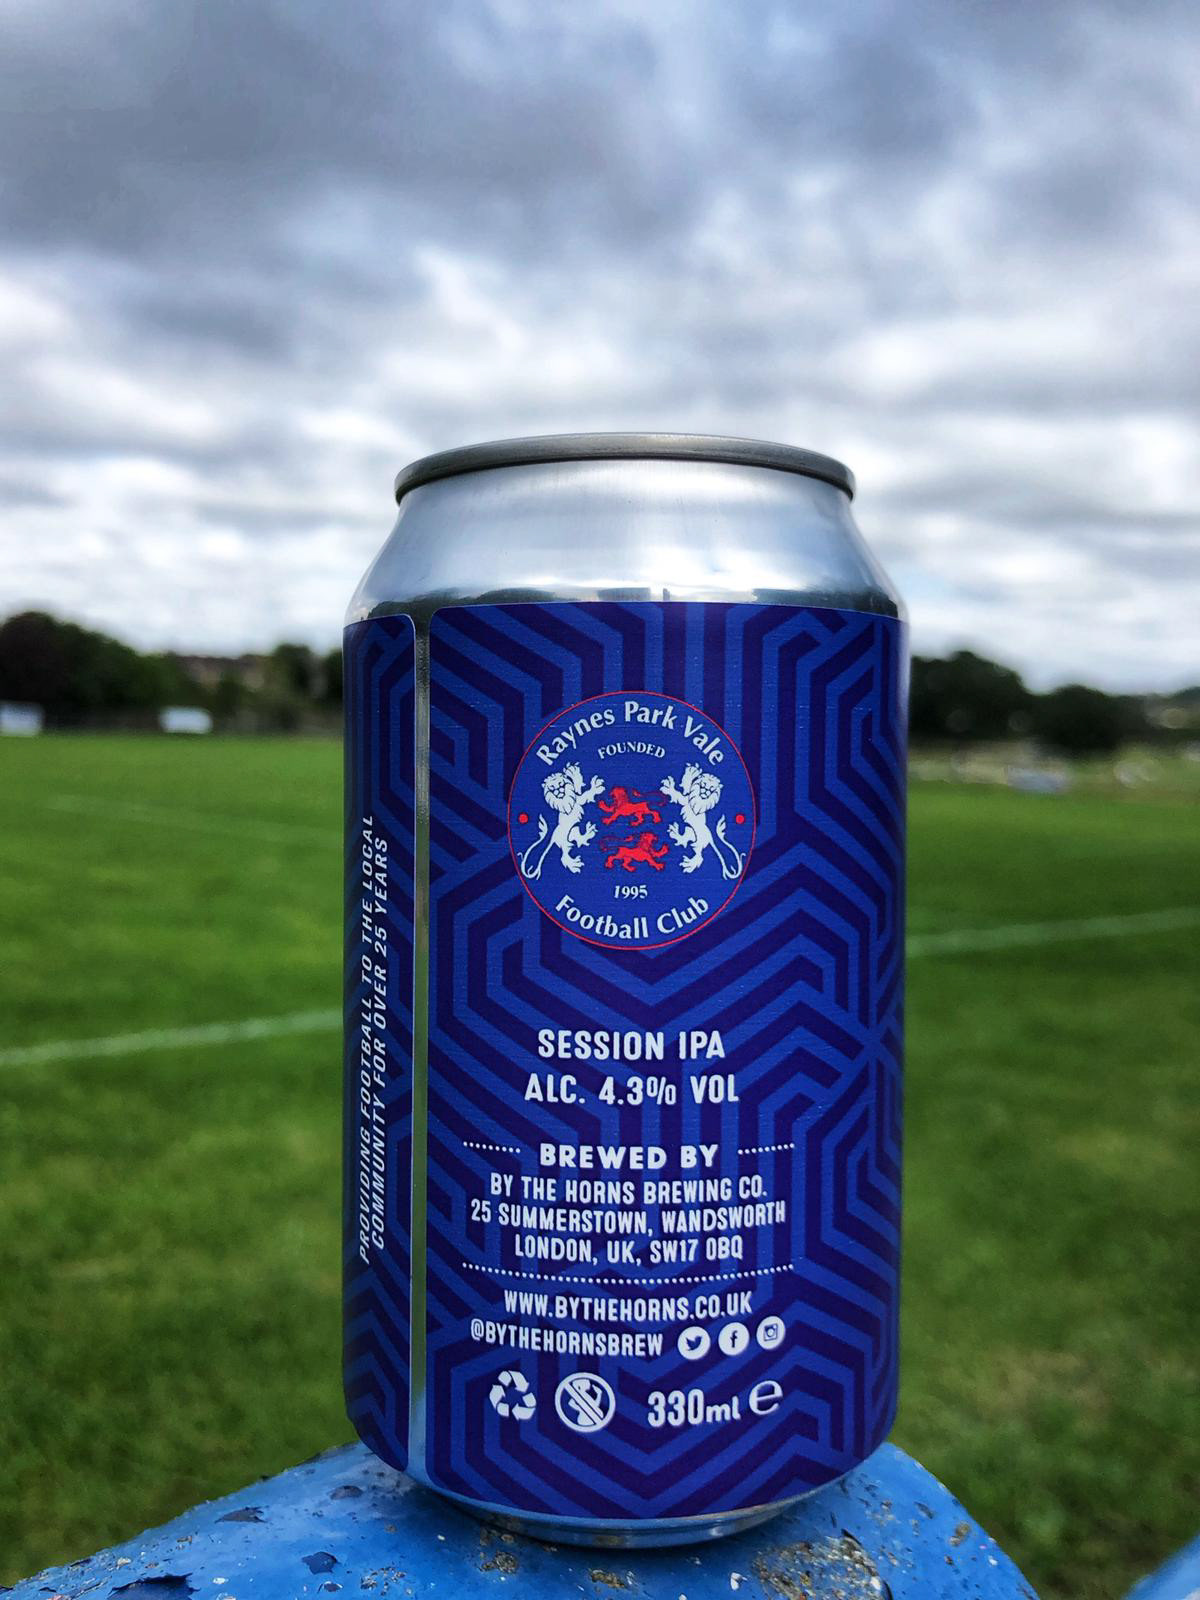 Raynes Park Vale
FOUNDED
1995
Football Club
SESSION IPA
ALC. 4.3% VOL
BREWED BY
BY THE HORNS BREWING CO.
25 SUMMERSTOWN, WANDSWORTH
LONDON, UK, SW17 0BQ
WWW.BYTHEHORNS.CO.UK
@BYTHEHORNSBREW
330ml e
PROVIDING FOOTBALL TO THE LOCAL
COMMUNITY FOR OVER 25 YEARS